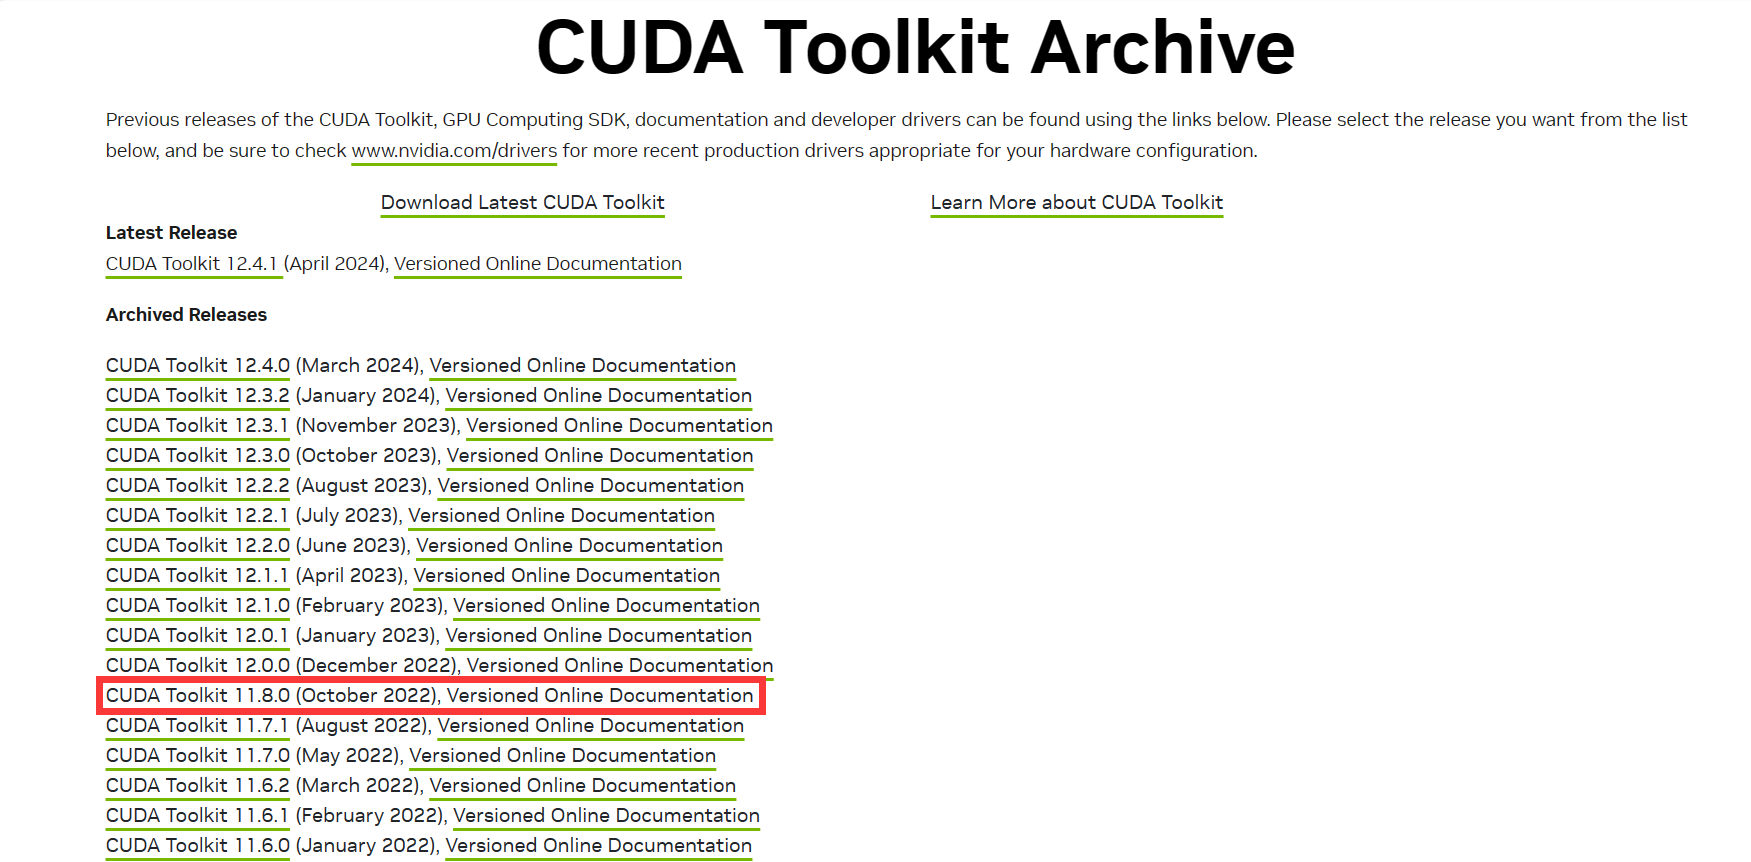 CUDA Toolkit Archive
Previous releases of the CUDA Toolkit, GPU Computing SDK, documentation and developer drivers can be found using the links below. Please select the release you want from the list
below, and be sure to check www.nvidia.com/drivers for more recent production drivers appropriate for your hardware configuration.
Download Latest CUDA Toolkit Learn More about CUDA Toolkit
Latest Release
CUDA Toolkit 12.4.1 (April 2024), Versioned Online Documentation
Archived Releases
CUDA Toolkit 12.4.0 (March 2024), Versioned Online Documentation
CUDA Toolkit 12.3.2 (January 2024), Versioned Online Documentation
CUDA Toolkit 12.3.1 (November 2023), Versioned Online Documentation
CUDA Toolkit 12.3.0 (October 2023), Versioned Online Documentation
CUDA Toolkit 12.2.2 (August 2023), Versioned Online Documentation
CUDA Toolkit 12.2.1 (July 2023), Versioned Online Documentation
CUDA Toolkit 12.2.0 (June 2023), Versioned Online Documentation
CUDA Toolkit 12.1.1 (April 2023), Versioned Online Documentation
CUDA Toolkit 12.1.0 (February 2023), Versioned Online Documentation
CUDA Toolkit 12.0.1 (January 2023), Versioned Online Documentation
CUDA Toolkit 12.0.0 (December 2022), Versioned Online Documentation
CUDA Toolkit 11.8.0 (October 2022), Versioned Online Documentation
CUDA Toolkit 11.7.1 (August 2022), Versioned Online Documentation
CUDA Toolkit 11.7.0 (May 2022), Versioned Online Documentation
CUDA Toolkit 11.6.2 (March 2022), Versioned Online Documentation
CUDA Toolkit 11.6.1 (February 2022), Versioned Online Documentation
CUDA Toolkit 11.6.0 (January 2022), Versioned Online Documentation